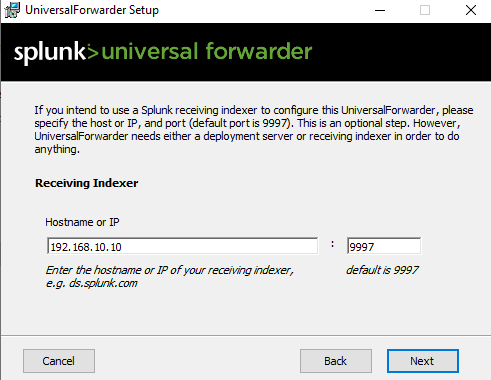 UniversalForwarder Setup
splunk>universal forwarder
If you intend to use a Splunk receiving indexer to configure this UniversalForwarder, please
specify the host or IP, and port (default port is 9997). This is an optional step. However,
UniversalForwarder needs either a deployment server or receiving indexer in order to do
anything.
Receiving Indexer
Hostname or IP
192.168.10.10 : 9997
Enter the hostname or IP of your receiving indexer, default is 9997
e.g. ds.splunk.com
Cancel Back Next